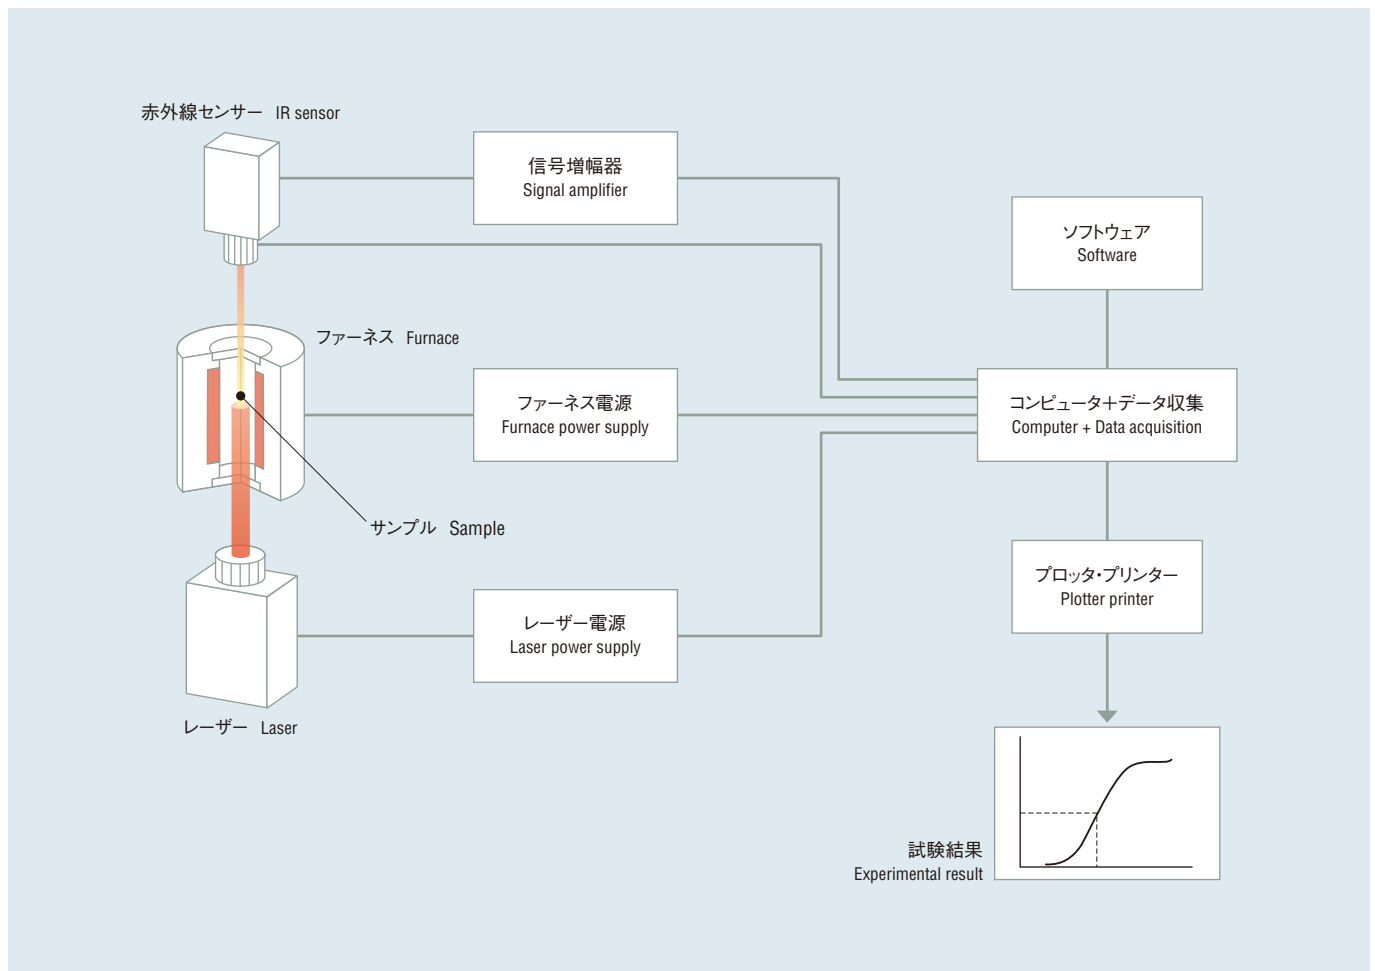 赤外線センサー IR sensor
信号増幅器
Signal amplifier
ソフトウェア
Software
ファーネス Furnace
ファーネス電源
Furnace power supply
コンピュータ+データ収集
Computer + Data acquisition
サンプル Sample
プロッタ・プリンター
Plotter printer
レーザー電源
Laser power supply
レーザー Laser
試験結果
Experimental result